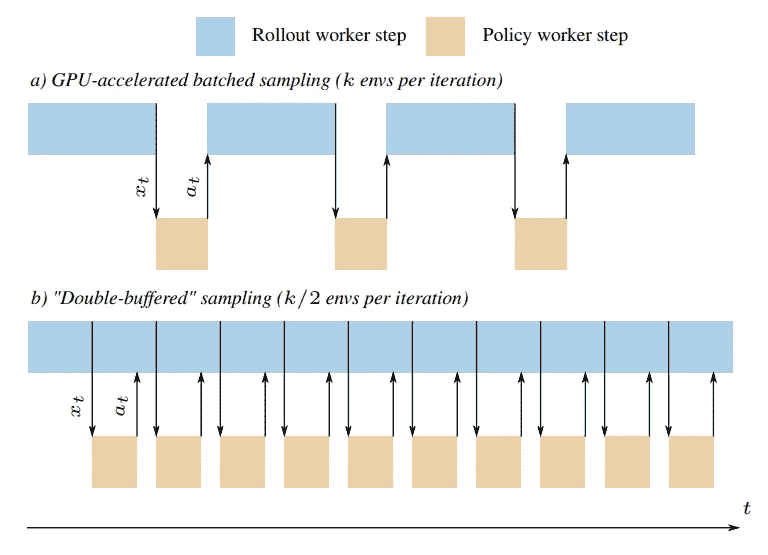 Rollout worker step Policy worker step
a) GPU-accelerated batched sampling (k envs per iteration)
x_t a_t
b) "Double-buffered" sampling (k/2 envs per iteration)
x_t a_t
t